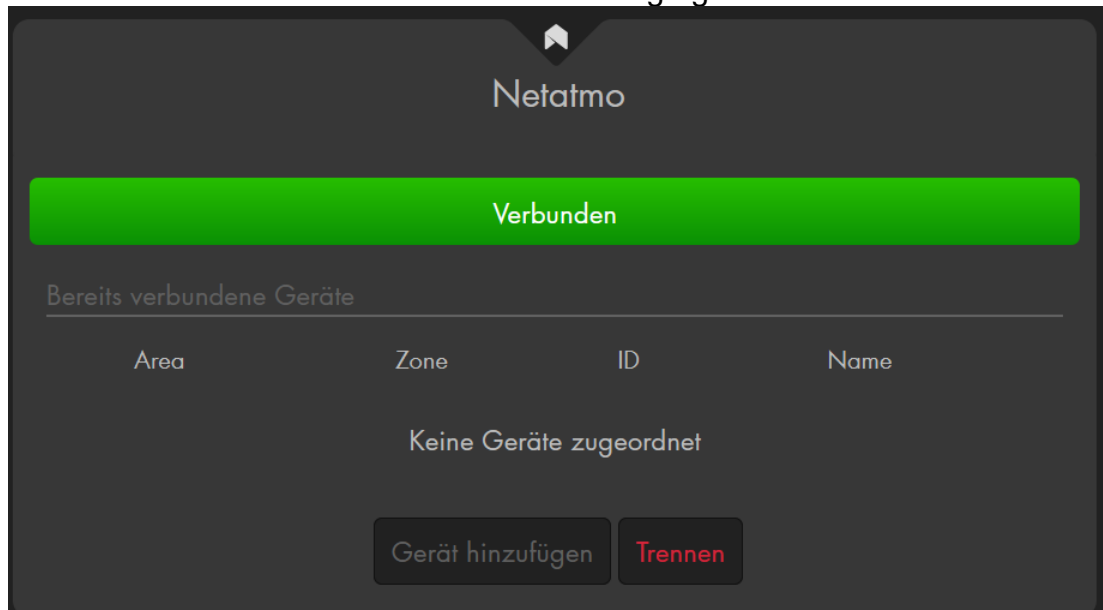 Netatmo
Verbunden
Bereits verbundene Geräte
Area Zone ID Name
Keine Geräte zugeordnet
Gerät hinzufügen Trennen